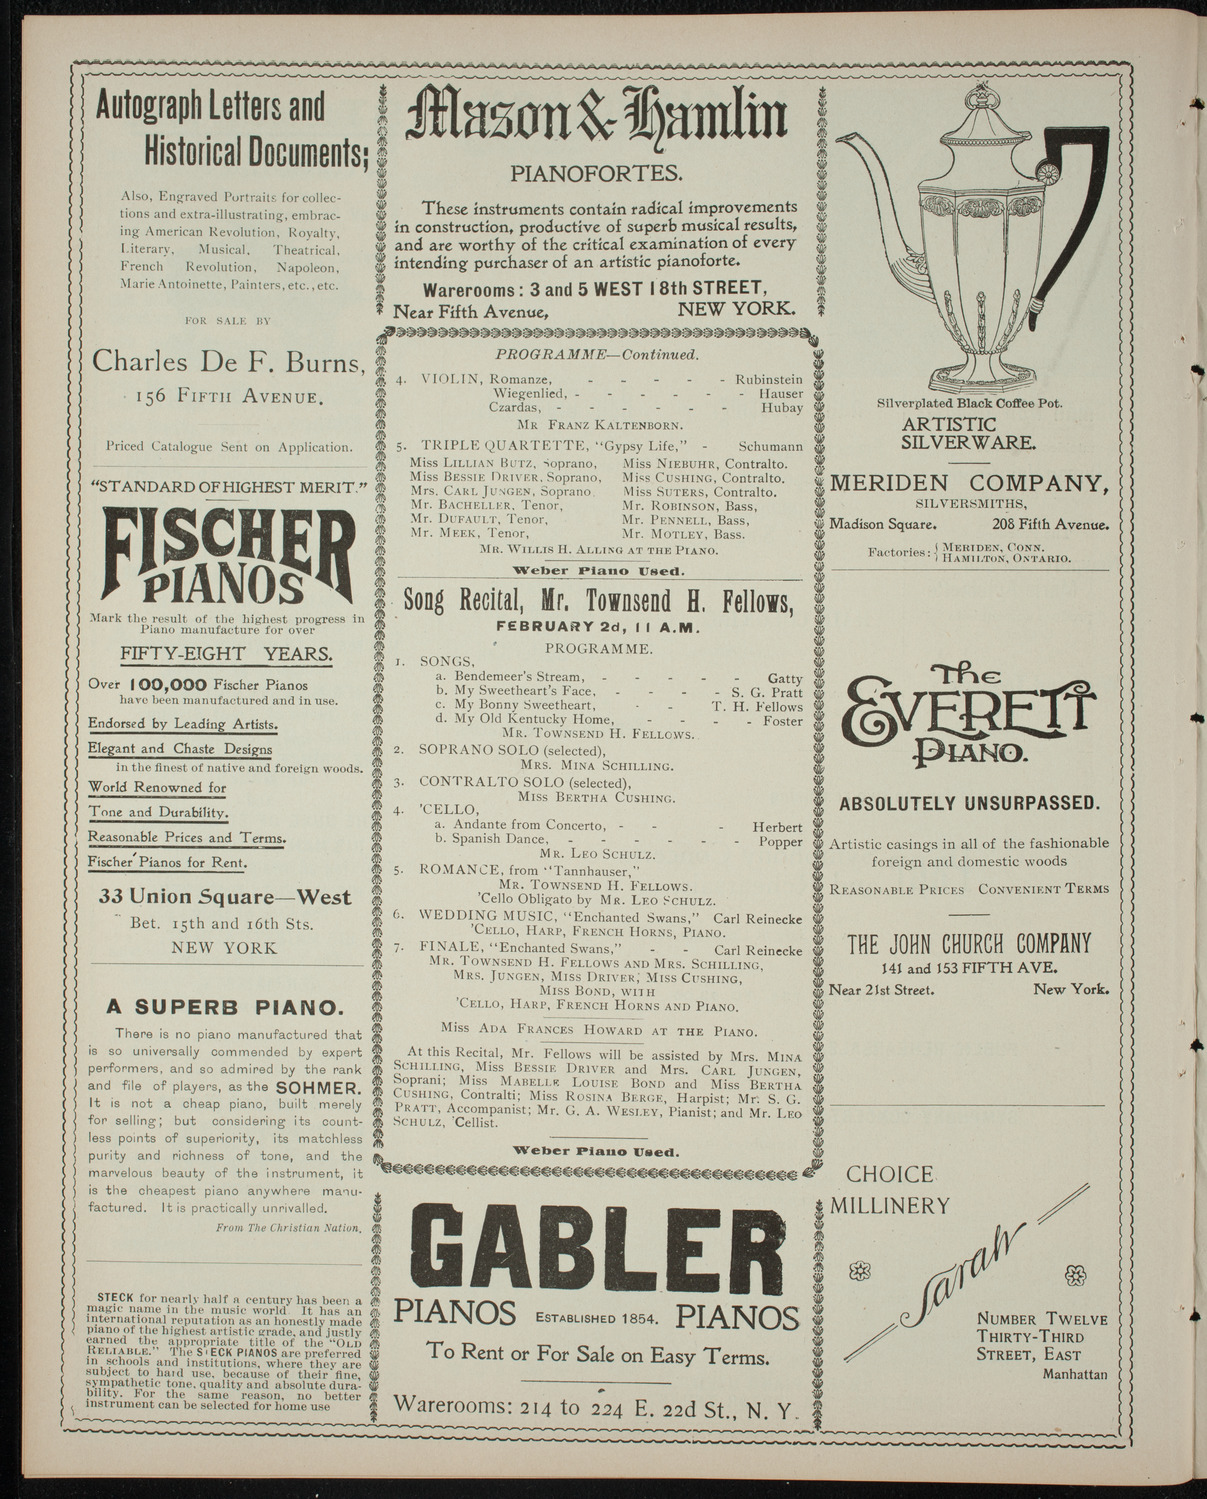 Autograph Letters and
Historical Documents;
Also, Engraved Portraits for collec-
tions and extra-illustrating, embrac-
ing American Revolution, Royalty,
Literary, Musical, Theatrical,
French Revolution, Napoleon,
Marie Antoinette, Painters, etc., etc.
FOR SALE BY
Charles De F. Burns,
156 FIFTH AVENUE.
Priced Catalogue Sent on Application.
"STANDARD OF HIGHEST MERIT."
FISCHER
PIANOS
Mark the result of the highest progress in
Piano manufacture for over
FIFTY-EIGHT YEARS.
Over 100,000 Fischer Pianos
have been manufactured and in use.
Endorsed by Leading Artists.
Elegant and Chaste Designs
in the finest of native and foreign woods.
World Renowned for
Tone and Durability.
Reasonable Prices and Terms.
Fischer Pianos for Rent.
33 Union Square—West
Bet. 15th and 16th Sts.
NEW YORK
A SUPERB PIANO.
There is no piano manufactured that
is so universally commended by expert
performers, and so admired by the rank
and file of players, as the SOHMER.
It is not a cheap piano, built merely
for selling; but considering its count-
less points of superiority, its matchless
purity and richness of tone, and the
marvelous beauty of the instrument, it
is the cheapest piano anywhere manu-
factured. It is practically unrivalled.
From The Christian Nation,
STECK for nearly half a century has been a
magic name in the music world. It has an
international reputation as an honestly made
piano of the highest artistic grade, and justly
earned the appropriate title of the "OLD
RELIABLE." The STECK PIANOS are preferred
in schools and institutions, where they are
subject to hard use, because of their fine,
sympathetic tone, quality and absolute dura-
bility. For the same reason, no better
instrument can be selected for home use
Mason & Hamlin
PIANOFORTES.
These instruments contain radical improvements
in construction, productive of superb musical results,
and are worthy of the critical examination of every
intending purchaser of an artistic pianoforte.
Warerooms: 3 and 5 WEST 18th STREET,
Near Fifth Avenue, NEW YORK.
PROGRAMME—Continued.
4. VIOLIN, Romanze, - - - - - Rubinstein
Wiegenlied, - - - - - - Hauser
Czardas, - - - - - - Hubay
MR FRANZ KALTENBORN.
5. TRIPLE QUARTETTE, "Gypsy Life," - Schumann
Miss LILLIAN BUTZ, Soprano, Miss NIEBUHR, Contralto.
Miss BESSIE DRIVER, Soprano, Miss CUSHING, Contralto.
Mrs. CARL JUNGEN, Soprano. Miss SUTERS, Contralto.
Mr. BACHELLER, Tenor, Mr. ROBINSON, Bass,
Mr. DUFAULT, Tenor, Mr. PENNELL, Bass,
Mr. MEEK, Tenor, Mr. MOTLEY, Bass.
MR. WILLIS H. ALLING AT THE PIANO.
Weber Piano Used.
Song Recital, Mr. Townsend H. Fellows,
FEBRUARY 2d, 11 A.M.
PROGRAMME.
1. SONGS,
a. Bendemeer's Stream, - - - - - Gatty
b. My Sweetheart's Face, - - - - S. G. Pratt
c. My Bonny Sweetheart, - - T. H. Fellows
d. My Old Kentucky Home, - - - - Foster
MR. TOWNSEND H. FELLOWS.
2. SOPRANO SOLO (selected),
MRS. MINA SCHILLING.
3. CONTRALTO SOLO (selected),
MISS BERTHA CUSHING.
4. 'CELLO,
a. Andante from Concerto, - - - Herbert
b. Spanish Dance, - - - - - - Popper
MR. LEO SCHULZ.
5. ROMANCE, from "Tannhauser,"
MR. TOWNSEND H. FELLOWS.
'Cello Obligato by MR. LEO SCHULZ.
6. WEDDING MUSIC, "Enchanted Swans," Carl Reinecke
'CELLO, HARP, FRENCH HORNS, PIANO.
7. FINALE, "Enchanted Swans," - - Carl Reinecke
MR. TOWNSEND H. FELLOWS AND MRS. SCHILLING,
MRS. JUNGEN, MISS DRIVER, MISS CUSHING,
MISS BOND, WITH
'CELLO, HARP, FRENCH HORNS AND PIANO.
MISS ADA FRANCES HOWARD AT THE PIANO.
At this Recital, Mr. Fellows will be assisted by Mrs. MINA
SCHILLING, Miss BESSIE DRIVER and Mrs. CARL JUNGEN,
Soprani; Miss MABELLE LOUISE BOND and Miss BERTHA
CUSHING, Contralti; Miss ROSINA BERGE, Harpist; Mr. S. G.
PRATT, Accompanist; Mr. G. A. WESLEY, Pianist; and Mr. LEO
SCHULZ, 'Cellist.
Weber Piano Used.
GABLER
PIANOS ESTABLISHED 1854. PIANOS
To Rent or For Sale on Easy Terms.
Warerooms: 214 to 224 E. 22d St., N. Y.
Silverplated Black Coffee Pot.
ARTISTIC
SILVERWARE.
MERIDEN COMPANY,
SILVERSMITHS,
Madison Square. 208 Fifth Avenue.
Factories: { MERIDEN, CONN.
{ HAMILTON, ONTARIO.
The
EVERETT
PIANO.
ABSOLUTELY UNSURPASSED.
Artistic casings in all of the fashionable
foreign and domestic woods
REASONABLE PRICES CONVENIENT TERMS
THE JOHN CHURCH COMPANY
141 and 153 FIFTH AVE.
Near 21st Street. New York.
CHOICE
MILLINERY
Sarah
NUMBER TWELVE
THIRTY-THIRD
STREET, EAST
Manhattan